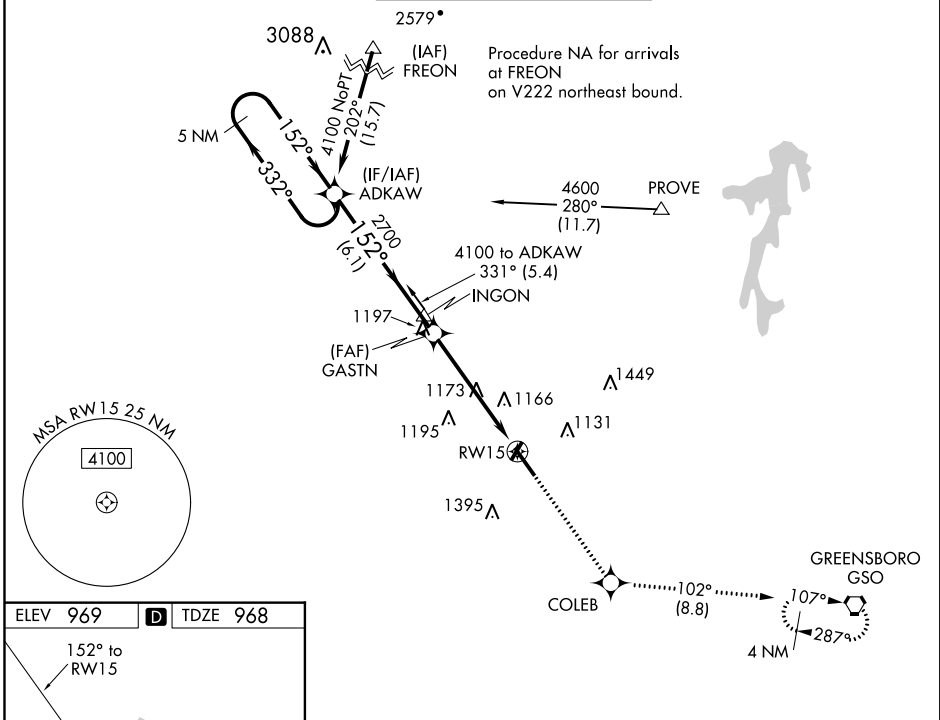 2579
3088
(IAF)
FREON
Procedure NA for arrivals
at FREON
on V222 northeast bound.
4100 NoPT
202°
(15.7)
5 NM
152°
332°
(IF/IAF)
ADKAW
4600
280°
(11.7)
PROVE
2700
152°
(6.1)
4100 to ADKAW
331° (5.4)
INGON
1197
(FAF)
GASTN
1449
1173
1166
1195
1131
RW15
MSA RW15 25 NM
4100
1395
GREENSBORO
GSO
COLEB
102°
(8.8)
107°
287°
4 NM
ELEV 969
D
TDZE 968
152° to
RW15